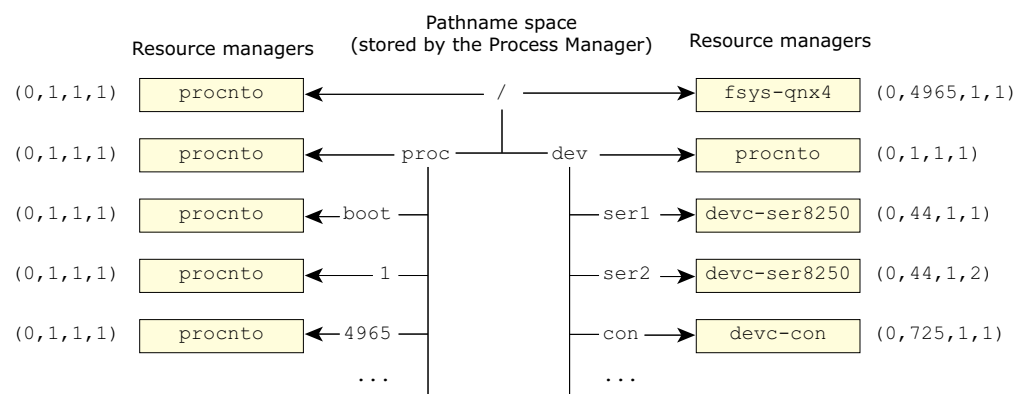 Pathname space
(stored by the Process Manager)
Resource managers
Resource managers
(0,1,1,1) procnto / fsys-qnx4 (0,4965,1,1)
(0,1,1,1) procnto proc dev procnto (0,1,1,1)
(0,1,1,1) procnto boot ser1 devc-ser8250 (0,44,1,1)
(0,1,1,1) procnto 1 ser2 devc-ser8250 (0,44,1,2)
(0,1,1,1) procnto 4965 con devc-con (0,725,1,1)
... ...